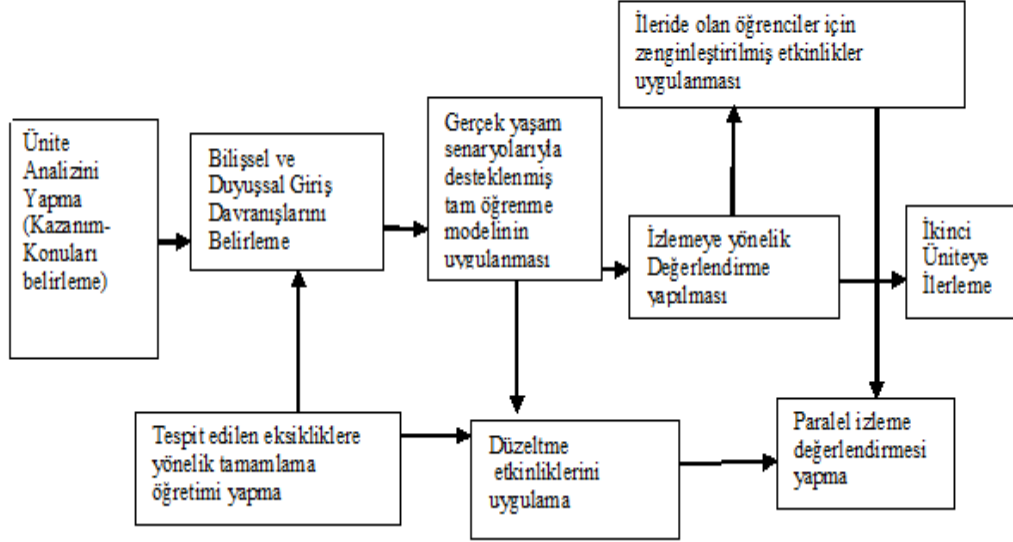 Ünite
Analizini
Yapma
(Kazanım-
Konuları
belirleme)
Bilişsel ve
Duyuşsal Giriş
Davranışlarını
Belirleme
Gerçek yaşam
senaryolarıyla
desteklenmiş
tam öğrenme
modelinin
uygulanması
İleride olan öğrenciler için
zenginleştirilmiş etkinlikler
uygulanması
İzlemeye yönelik
Değerlendirme
yapılması
İkinci
Üniteye
İlerleme
Tespit edilen eksikliklere
yönelik tamamlama
öğretimi yapma
Düzeltme
etkinliklerini
uygulama
Paralel izleme
değerlendirmesi
yapma